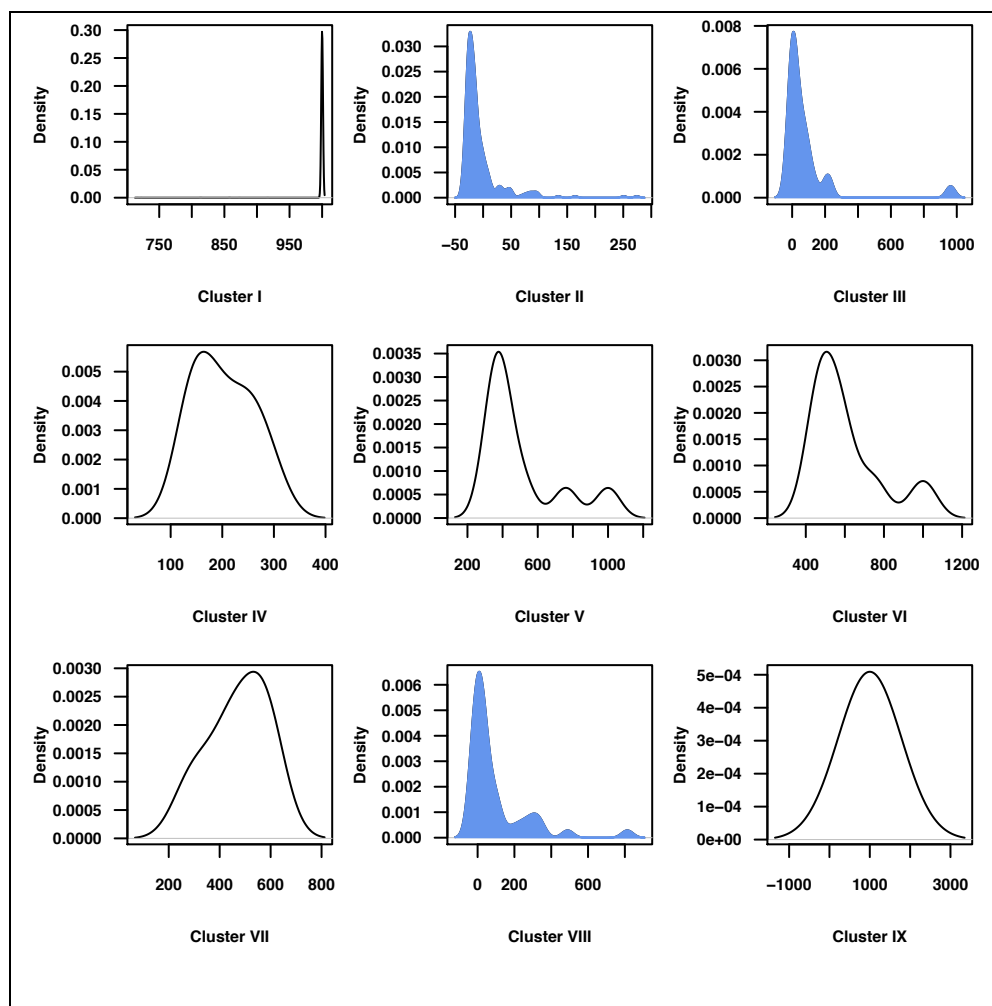 Density
0.30
0.25
0.20
0.15
0.10
0.05
0.00
750 850 950
Cluster I
Density
0.030
0.025
0.020
0.015
0.010
0.005
0.000
−50 50 150 250
Cluster II
Density
0.008
0.006
0.004
0.002
0.000
0 200 600 1000
Cluster III
Density
0.005
0.004
0.003
0.002
0.001
0.000
100 200 300 400
Cluster IV
Density
0.0035
0.0030
0.0025
0.0020
0.0015
0.0010
0.0005
0.0000
200 600 1000
Cluster V
Density
0.0030
0.0025
0.0020
0.0015
0.0010
0.0005
0.0000
400 800 1200
Cluster VI
Density
0.0030
0.0025
0.0020
0.0015
0.0010
0.0005
0.0000
200 400 600 800
Cluster VII
Density
0.006
0.005
0.004
0.003
0.002
0.001
0.000
0 200 600
Cluster VIII
Density
5e−04
4e−04
3e−04
2e−04
1e−04
0e+00
−1000 1000 3000
Cluster IX